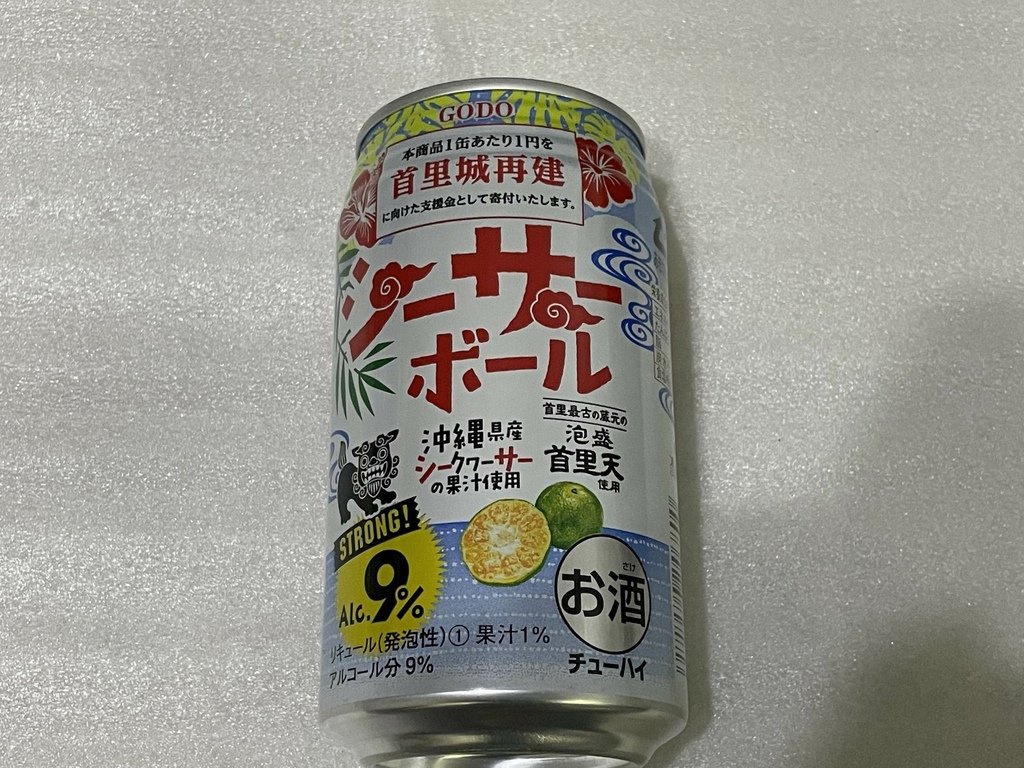 GODO
本商品1缶あたり1円を
首里城再建
に向けた支援金として寄付いたします。
シーサー
ボール
首里最古の蔵元の
泡盛
首里天
使用
沖縄県産
シークヮーサー
の果汁使用
STRONG!
ALC.9%
さけ
お酒
リキュール(発泡性)① 果汁1%
アルコール分 9%
チューハイ